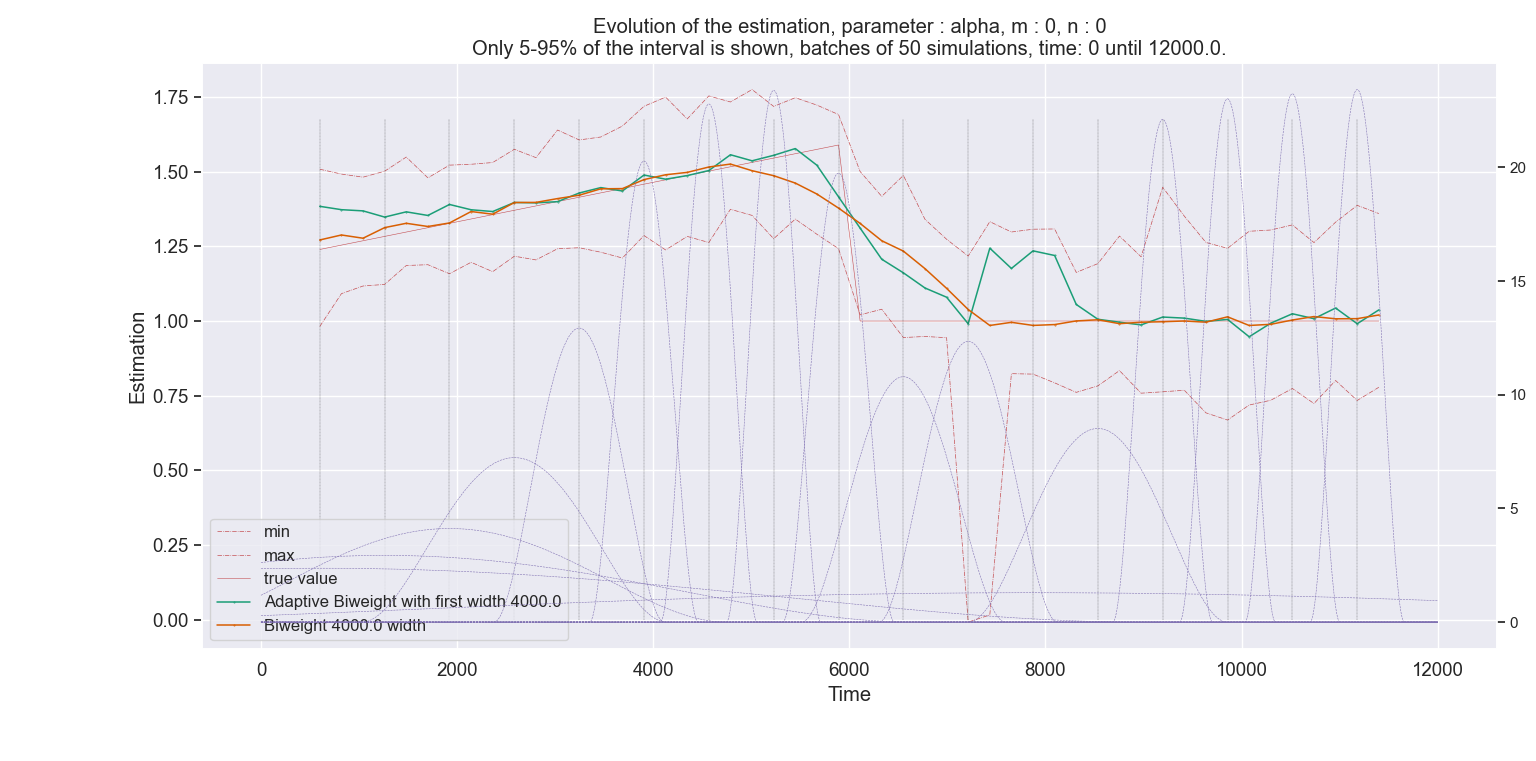 Evolution of the estimation, parameter : alpha, m : 0, n : 0
Only 5-95% of the interval is shown, batches of 50 simulations, time: 0 until 12000.0.
1.75
1.50
1.25
1.00
0.75
0.50
0.25
0.00
Estimation
20
15
10
5
0
min
max
true value
Adaptive Biweight with first width 4000.0
Biweight 4000.0 width
0
2000
4000
6000
8000
10000
12000
Time